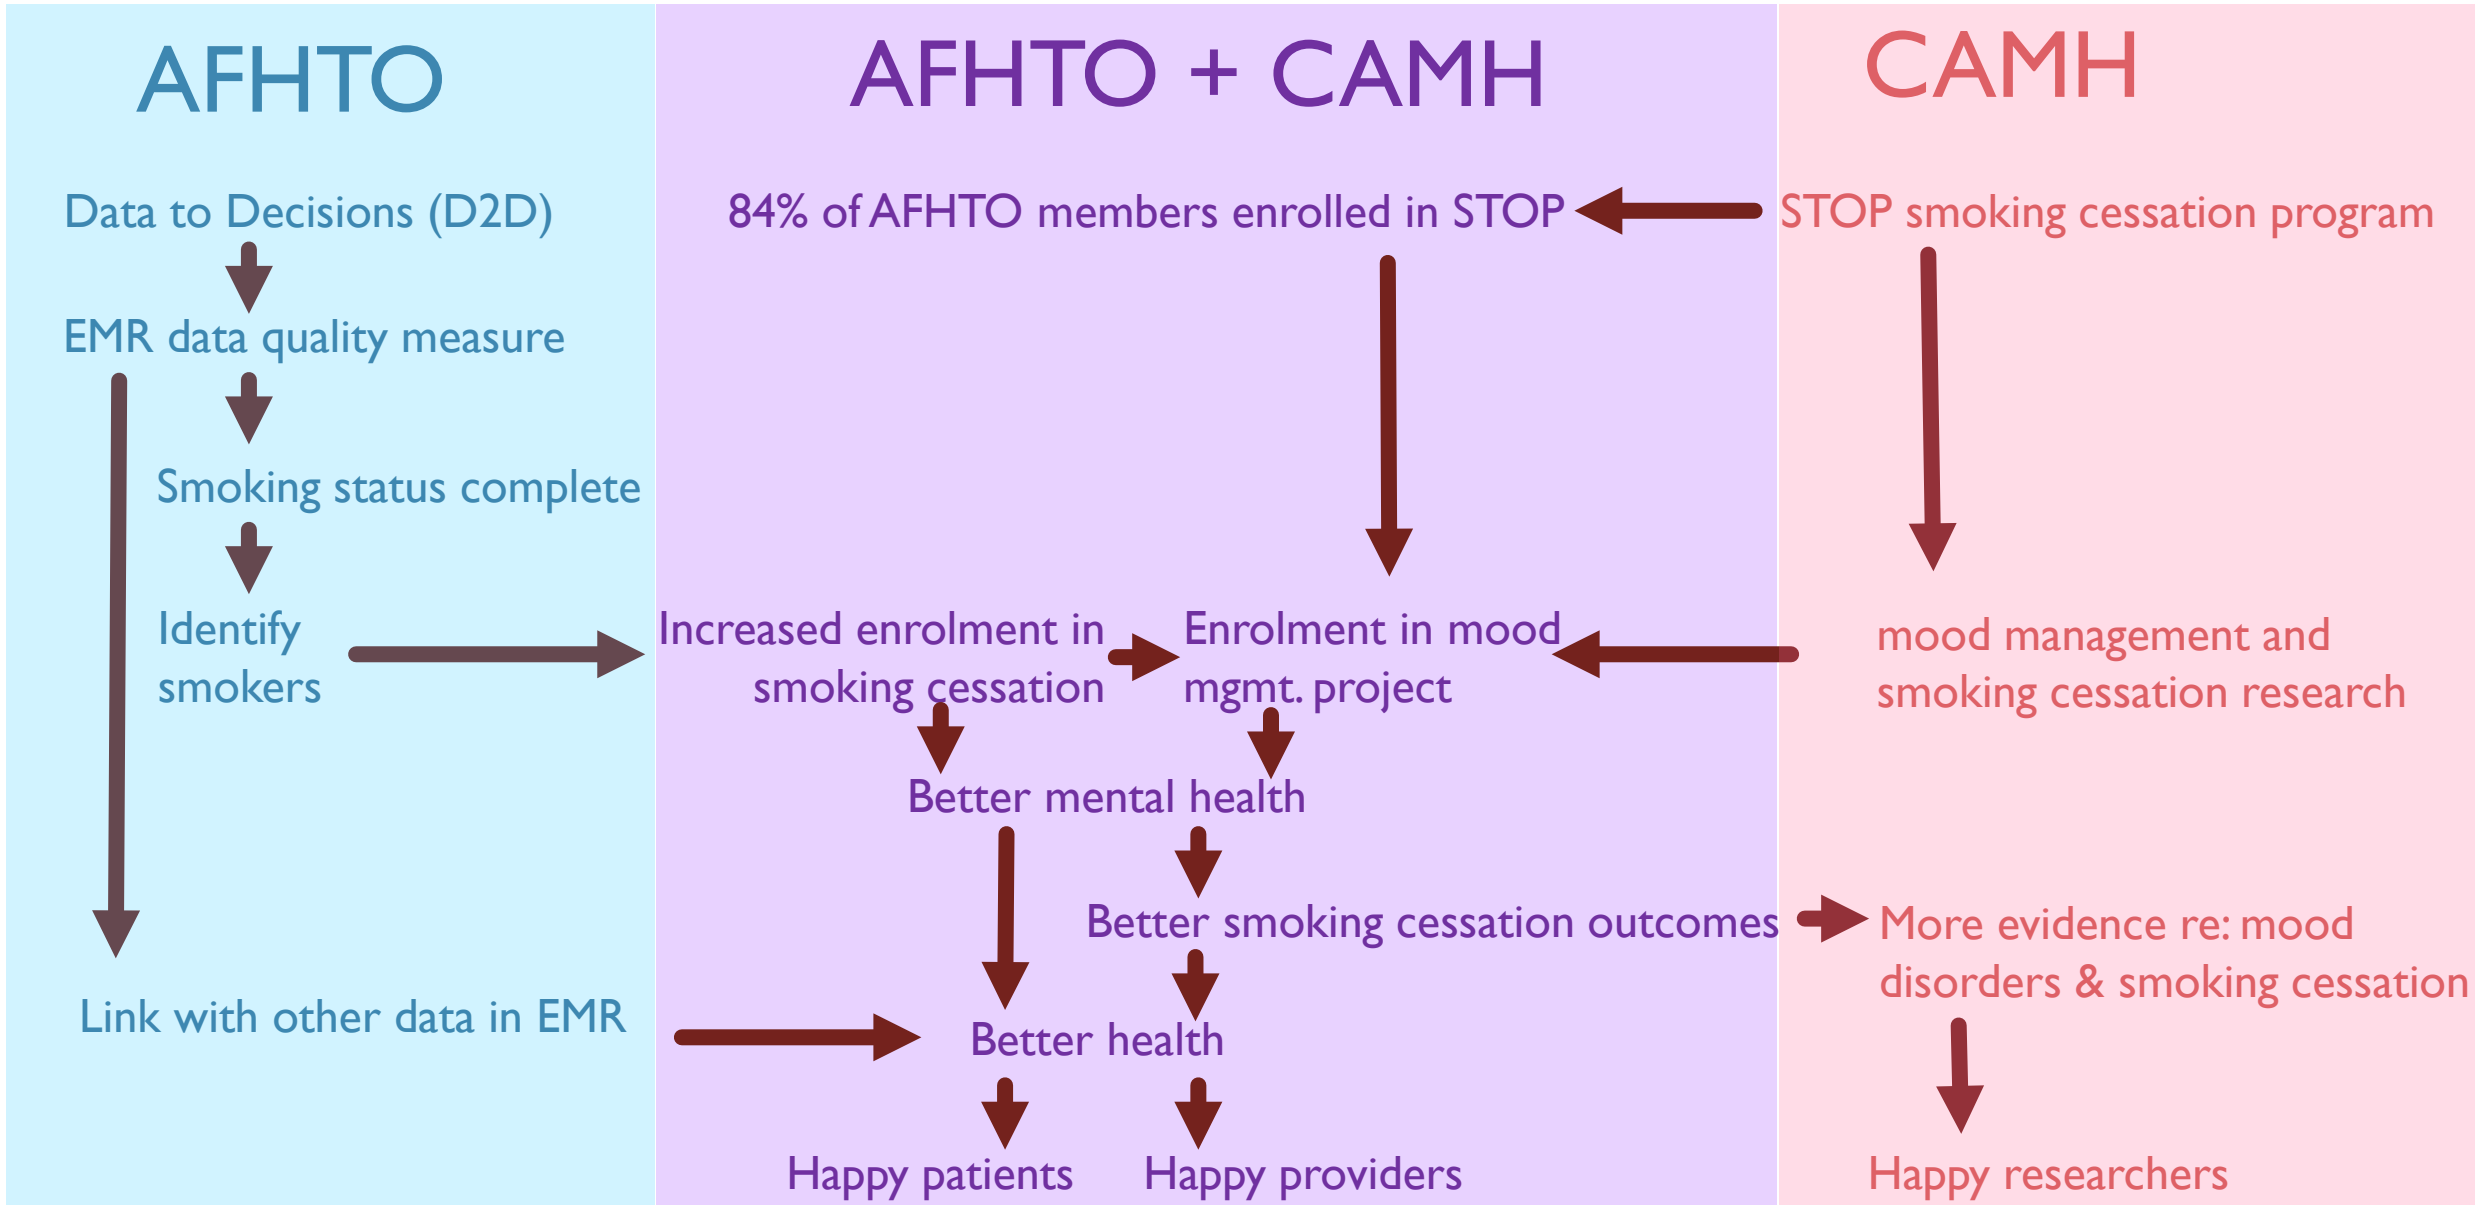 AFHTO
Data to Decisions (D2D)
EMR data quality measure
Smoking status complete
Identify
smokers
Link with other data in EMR
AFHTO + CAMH
84% of AFHTO members enrolled in STOP
Increased enrolment in
smoking cessation
Enrolment in mood
mgmt. project
Better mental health
Better smoking cessation outcomes
Better health
Happy patients
Happy providers
CAMH
STOP smoking cessation program
mood management and
smoking cessation research
More evidence re: mood
disorders & smoking cessation
Happy researchers